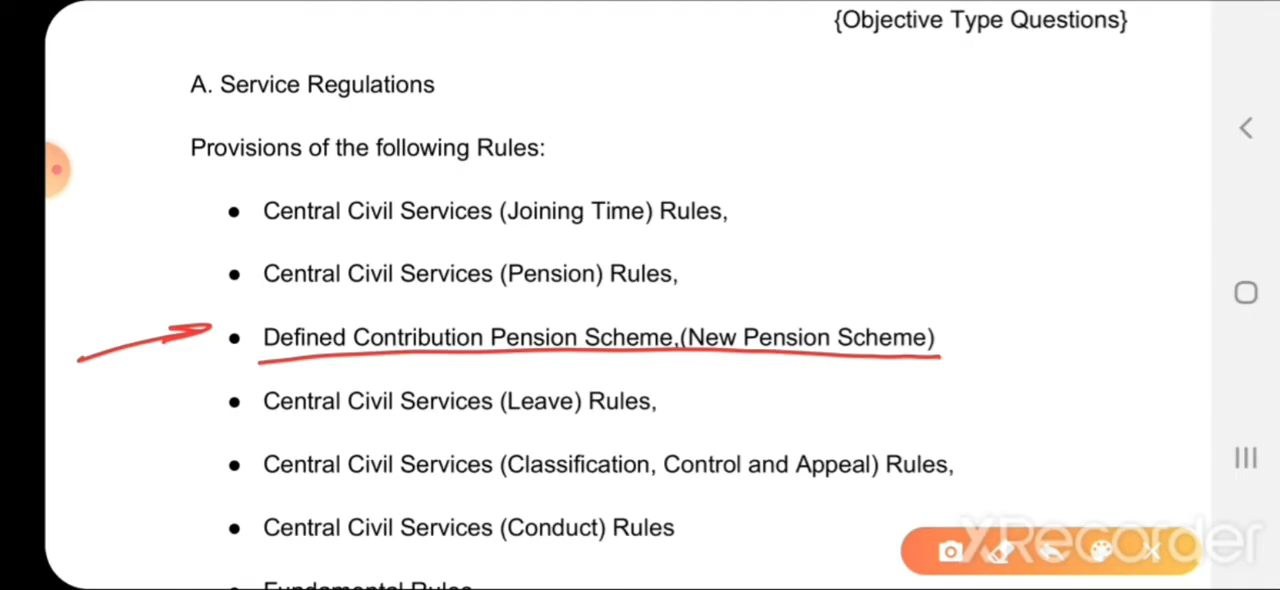 {Objective Type Questions}
A. Service Regulations
Provisions of the following Rules:
● Central Civil Services (Joining Time) Rules,
● Central Civil Services (Pension) Rules,
● Defined Contribution Pension Scheme,(New Pension Scheme)
● Central Civil Services (Leave) Rules,
● Central Civil Services (Classification, Control and Appeal) Rules,
● Central Civil Services (Conduct) Rules
● Fundamental Rules
XRecorder